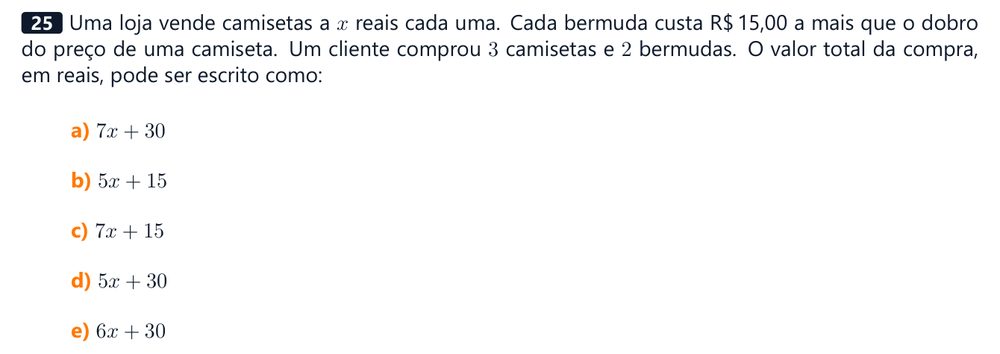 25 Uma loja vende camisetas a x reais cada uma. Cada bermuda custa R$ 15,00 a mais que o dobro
do preço de uma camiseta. Um cliente comprou 3 camisetas e 2 bermudas. O valor total da compra,
em reais, pode ser escrito como:
a) 7x + 30
b) 5x + 15
c) 7x + 15
d) 5x + 30
e) 6x + 30